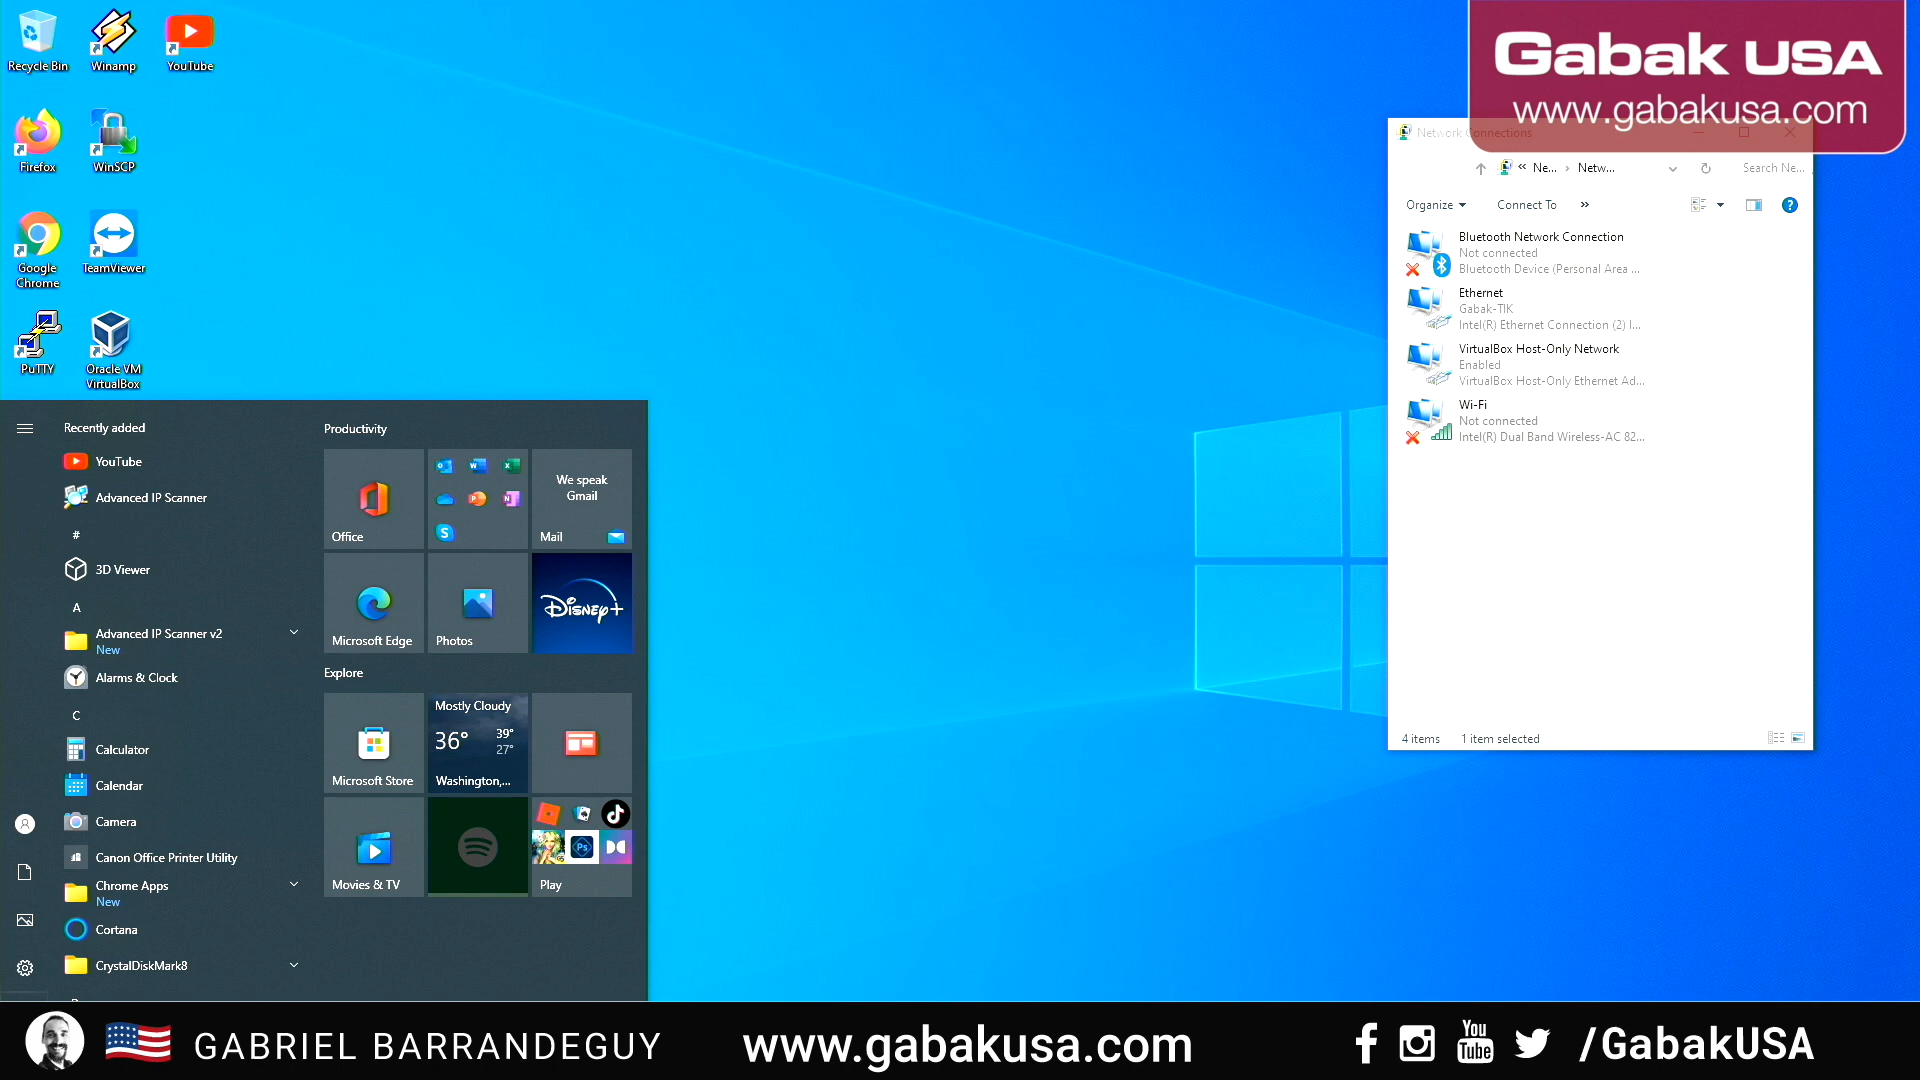 Recycle Bin
Winamp
YouTube
Firefox
WinSCP
Google
Chrome
TeamViewer
PuTTY
Oracle VM
VirtualBox
Gabak USA
www.gabakusa.com
Network Connections
« Ne... › Netw...
Search Ne...
Organize
Connect To
»
Bluetooth Network Connection
Not connected
Bluetooth Device (Personal Area ...
Ethernet
Gabak-TIK
Intel(R) Ethernet Connection (2) I...
VirtualBox Host-Only Network
Enabled
VirtualBox Host-Only Ethernet Ad...
Wi-Fi
Not connected
Intel(R) Dual Band Wireless-AC 82...
4 items
1 item selected
Recently added
YouTube
Advanced IP Scanner
#
3D Viewer
A
Advanced IP Scanner v2
New
Alarms & Clock
C
Calculator
Calendar
Camera
Canon Office Printer Utility
Chrome Apps
New
Cortana
CrystalDiskMark8
Productivity
Office
We speak
Gmail
Mail
Microsoft Edge
Photos
Disney+
Explore
Microsoft Store
Mostly Cloudy
36° 39°
27°
Washington,...
Movies & TV
Ps
Play
GABRIEL BARRANDEGUY
www.gabakusa.com
You
Tube
/GabakUSA